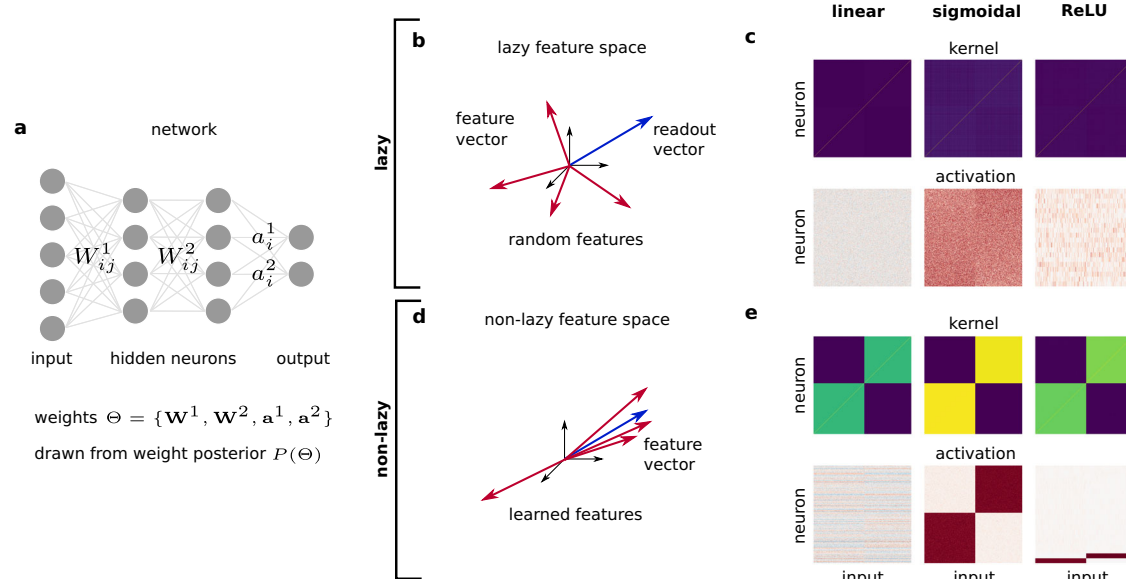 a
network
W^1_{ij}
W^2_{ij}
a^1_i
a^2_i
input
hidden neurons
output
weights Θ = {W^1, W^2, a^1, a^2}
drawn from weight posterior P(Θ)
lazy
b
lazy feature space
feature
vector
readout
vector
random features
non-lazy
d
non-lazy feature space
feature
vector
learned features
linear
sigmoidal
ReLU
c
kernel
neuron
activation
neuron
e
kernel
neuron
activation
neuron
input
input
input